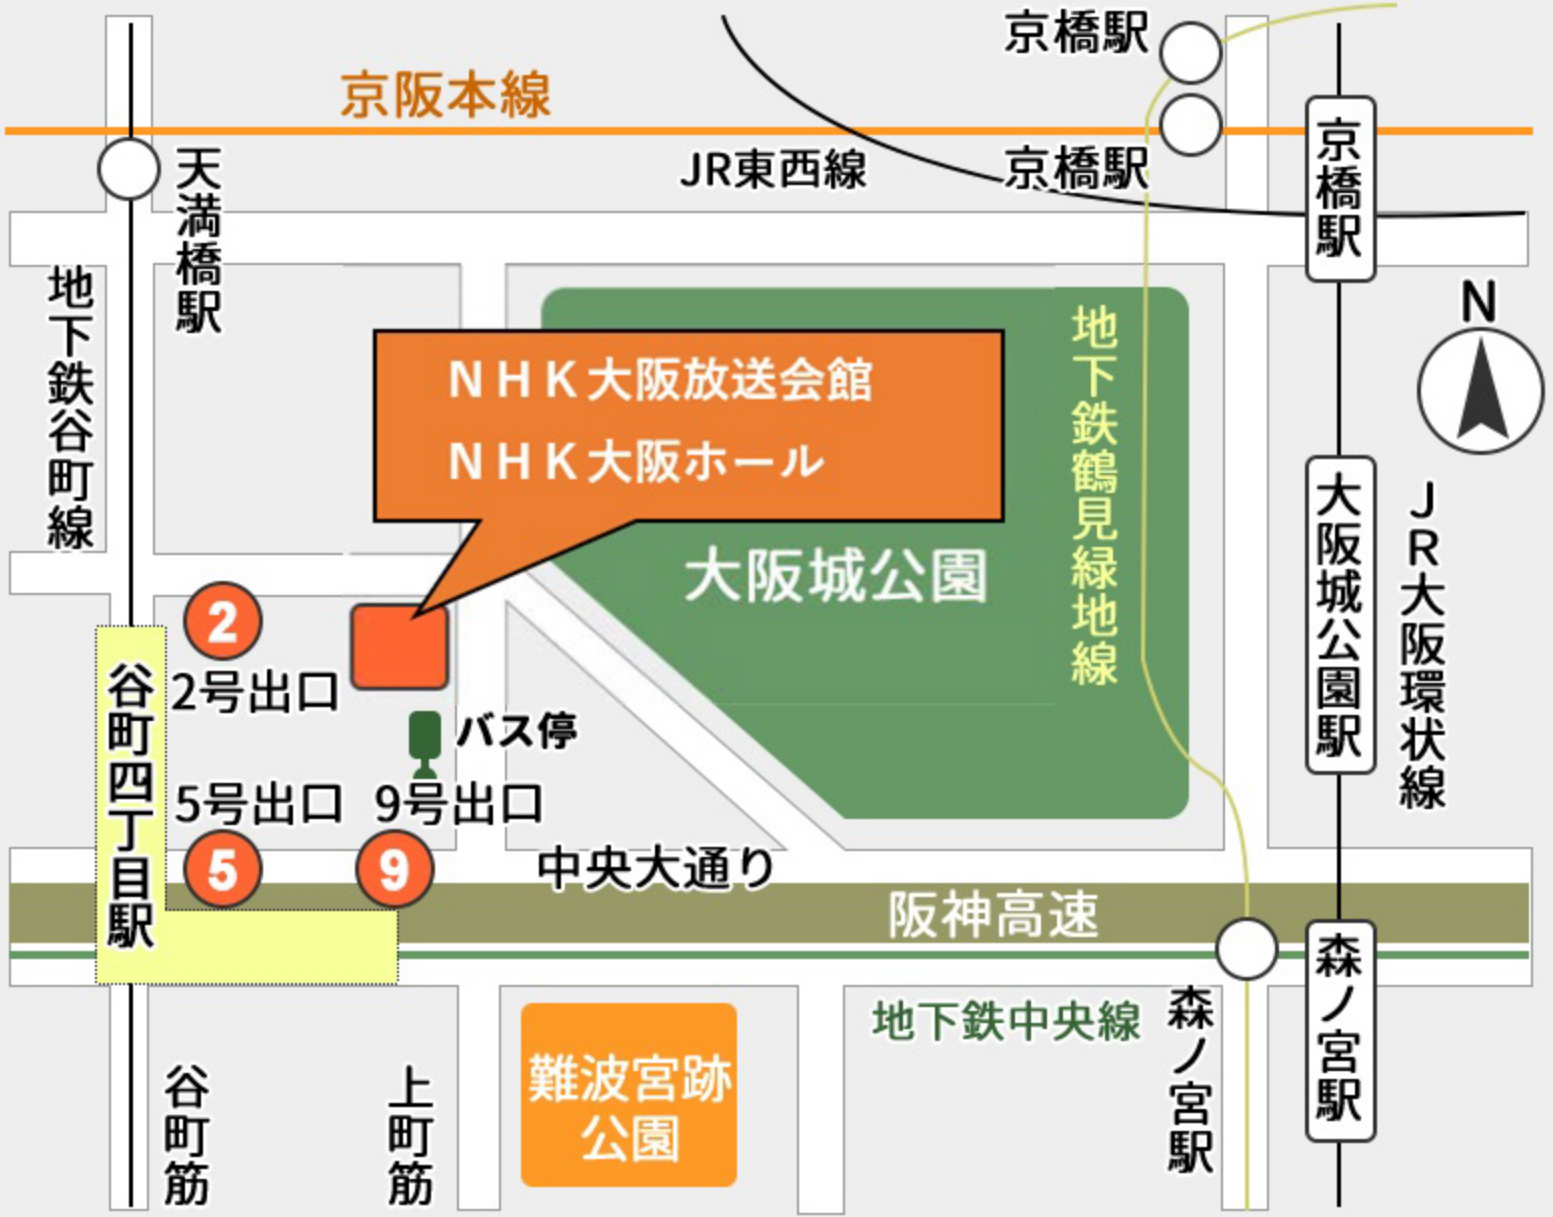 京橋駅
京阪本線
JR東西線
京橋駅
京橋駅
天満橋駅
地下鉄谷町線
N
NHK大阪放送会館
NHK大阪ホール
地下鉄鶴見緑地線
大阪城公園
大阪城公園駅
JR大阪環状線
2
2号出口
谷町四丁目駅
バス停
5号出口
9号出口
5
9
中央大通り
阪神高速
森ノ宮駅
地下鉄中央線
森ノ宮駅
難波宮跡
公園
谷町筋
上町筋